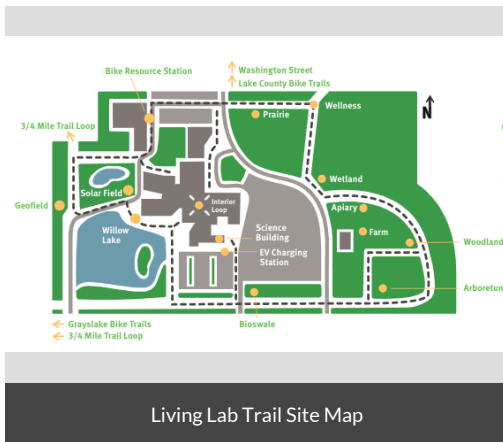 Washington Street
Bike Resource Station
Lake County Bike Trails
N
Wellness
Prairie
3/4 Mile Trail Loop
Wetland
Solar Field
Geofield
Interior
Loop
Apiary
Willow
Lake
Science
Building
Farm
Woodland
EV Charging
Station
Arboretum
Grayslake Bike Trails
Bioswale
3/4 Mile Trail Loop
Living Lab Trail Site Map